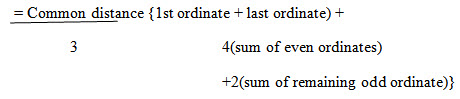 = Common distance {1st ordinate + last ordinate) +
3 4(sum of even ordinates)
+2(sum of remaining odd ordinate)}